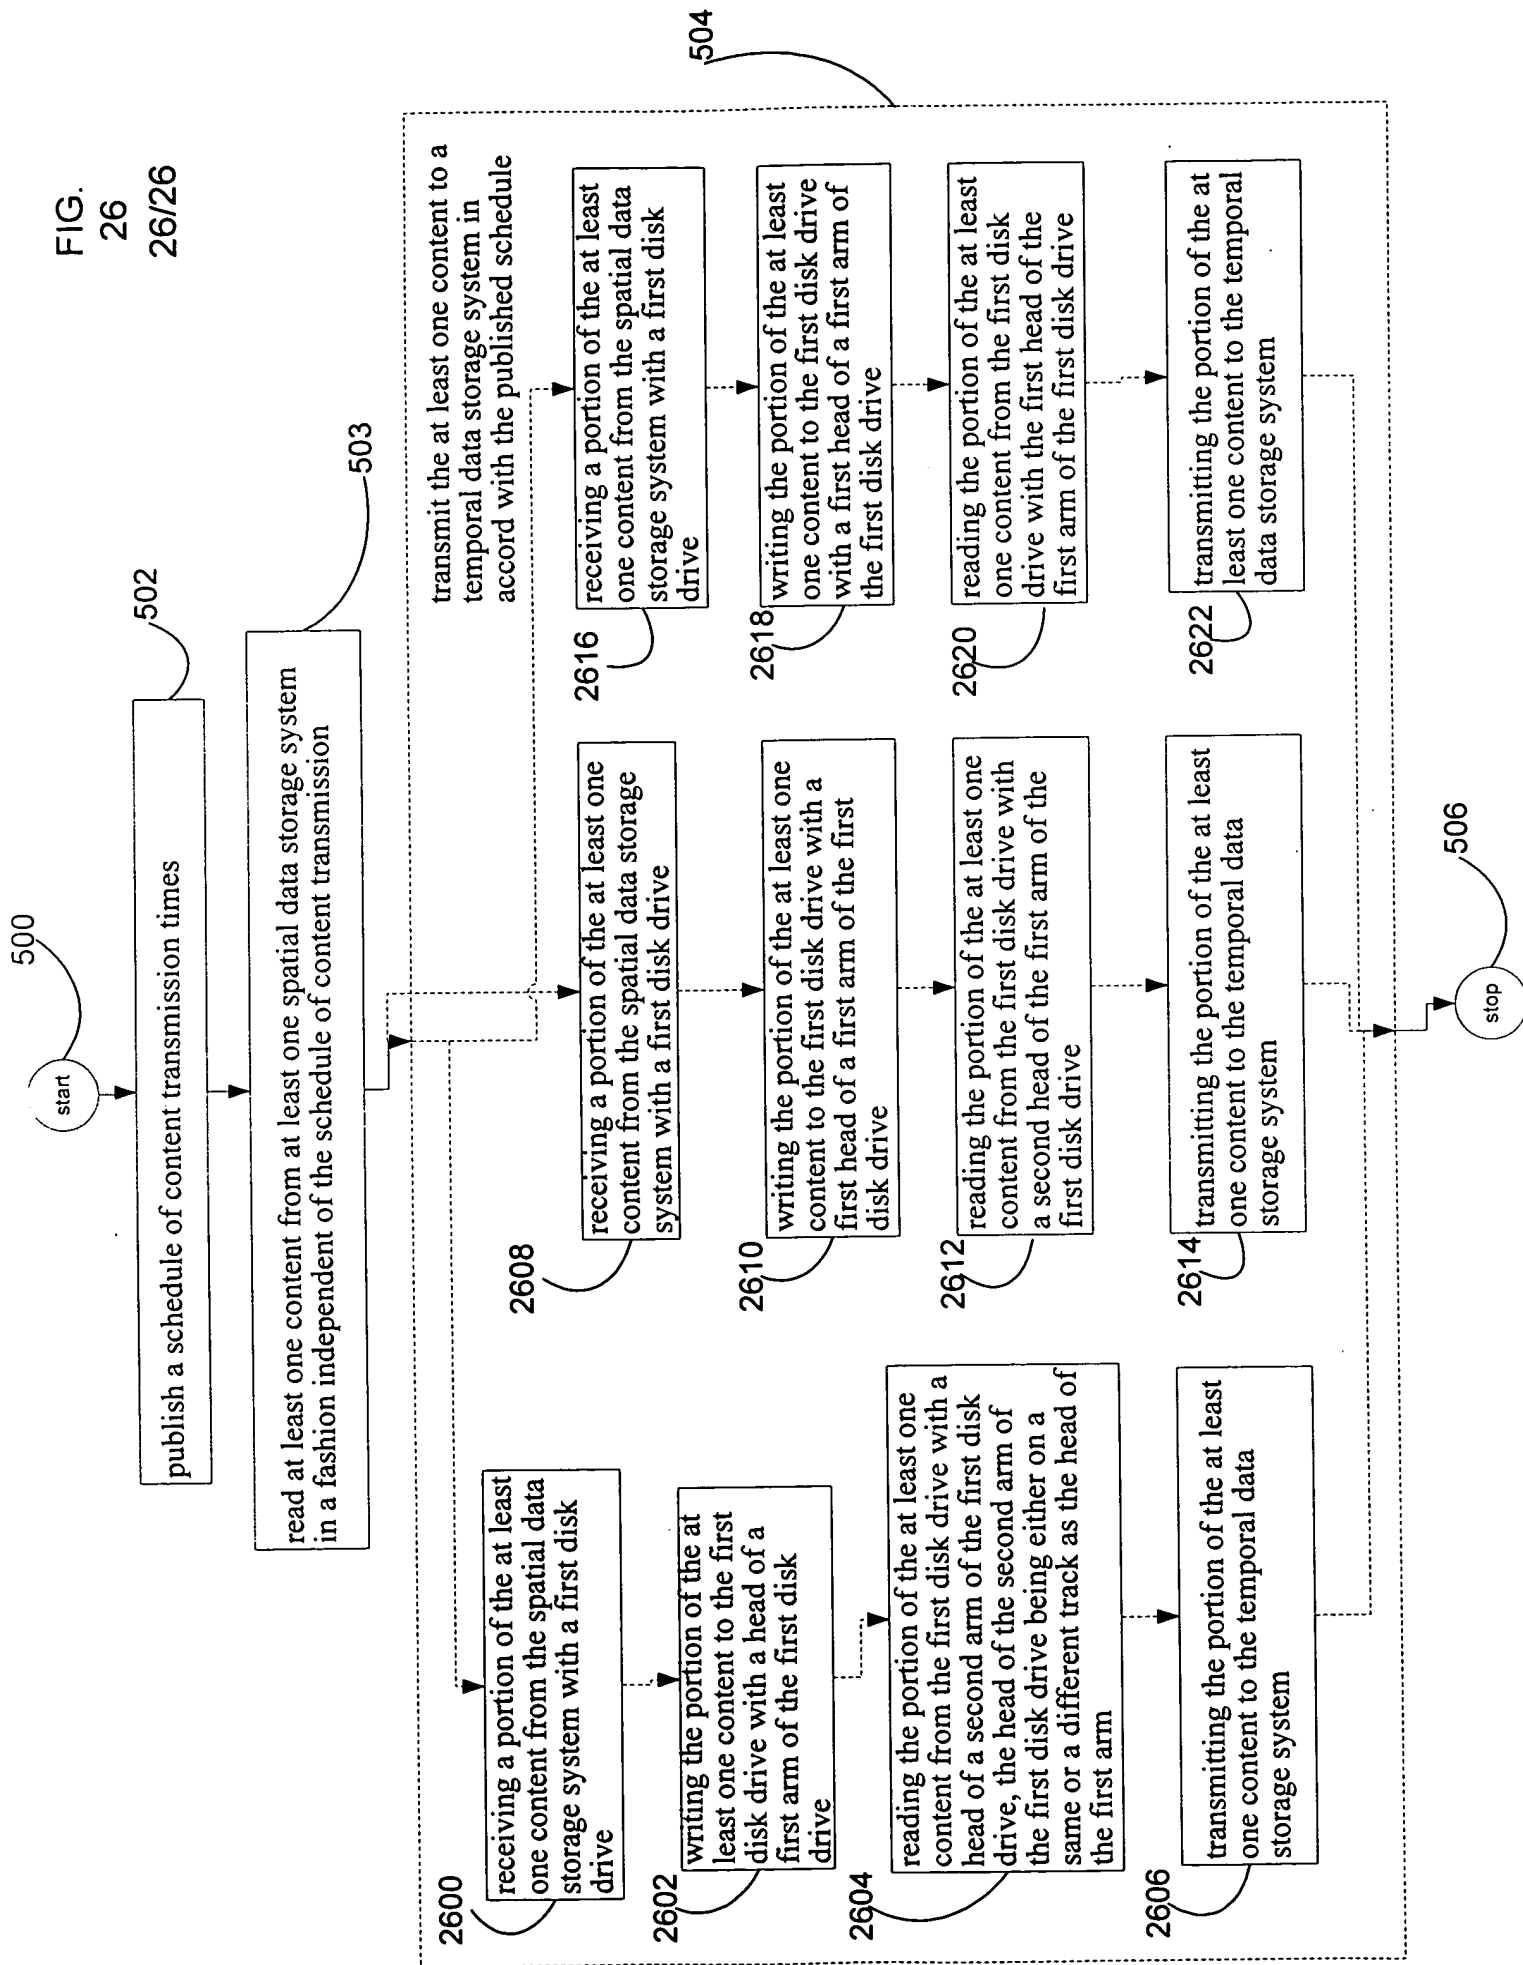 FIG.
26
26/26
500
start
502
publish a schedule of content transmission times
503
read at least one content from at least one spatial data storage system
in a fashion independent of the schedule of content transmission
504
transmit the at least one content to a
temporal data storage system in
accord with the published schedule
2600
receiving a portion of the at least
one content from the spatial data
storage system with a first disk
drive
2602
writing the portion of the at
least one content to the first
disk drive with a head of a
first arm of the first disk
drive
2604
reading the portion of the at least one
content from the first disk drive with a
head of a second arm of the first disk
drive, the head of the second arm of
the first disk drive being either on a
same or a different track as the head of
the first arm
2606
transmitting the portion of the at least
one content to the temporal data
storage system
2608
receiving a portion of the at least one
content from the spatial data storage
system with a first disk drive
2610
writing the portion of the at least one
content to the first disk drive with a
first head of a first arm of the first
disk drive
2612
reading the portion of the at least one
content from the first disk drive with
a second head of the first arm of the
first disk drive
2614
transmitting the portion of the at least
one content to the temporal data
storage system
2616
receiving a portion of the at least
one content from the spatial data
storage system with a first disk
drive
2618
writing the portion of the at least
one content to the first disk drive
with a first head of a first arm of
the first disk drive
2620
reading the portion of the at least
one content from the first disk
drive with the first head of the
first arm of the first disk drive
2622
transmitting the portion of the at
least one content to the temporal
data storage system
506
stop